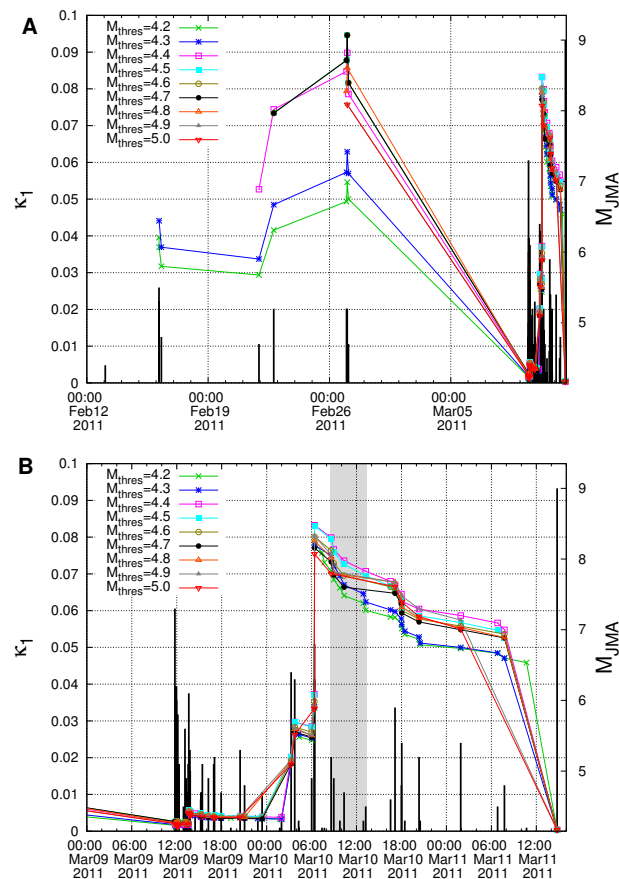 A
0.1
0.09
0.08
0.07
0.06
0.05
0.04
0.03
0.02
0.01
0
κ1
M_thres=4.2
M_thres=4.3
M_thres=4.4
M_thres=4.5
M_thres=4.6
M_thres=4.7
M_thres=4.8
M_thres=4.9
M_thres=5.0
9
8
7
6
5
M_JMA
00:00 00:00 00:00 00:00
Feb12 Feb19 Feb26 Mar05
2011 2011 2011 2011
B
0.1
0.09
0.08
0.07
0.06
0.05
0.04
0.03
0.02
0.01
0
κ1
M_thres=4.2
M_thres=4.3
M_thres=4.4
M_thres=4.5
M_thres=4.6
M_thres=4.7
M_thres=4.8
M_thres=4.9
M_thres=5.0
9
8
7
6
5
M_JMA
00:00 06:00 12:00 18:00 00:00 06:00 12:00 18:00 00:00 06:00 12:00
Mar09 Mar09 Mar09 Mar09 Mar10 Mar10 Mar10 Mar10 Mar11 Mar11 Mar11
2011 2011 2011 2011 2011 2011 2011 2011 2011 2011 2011